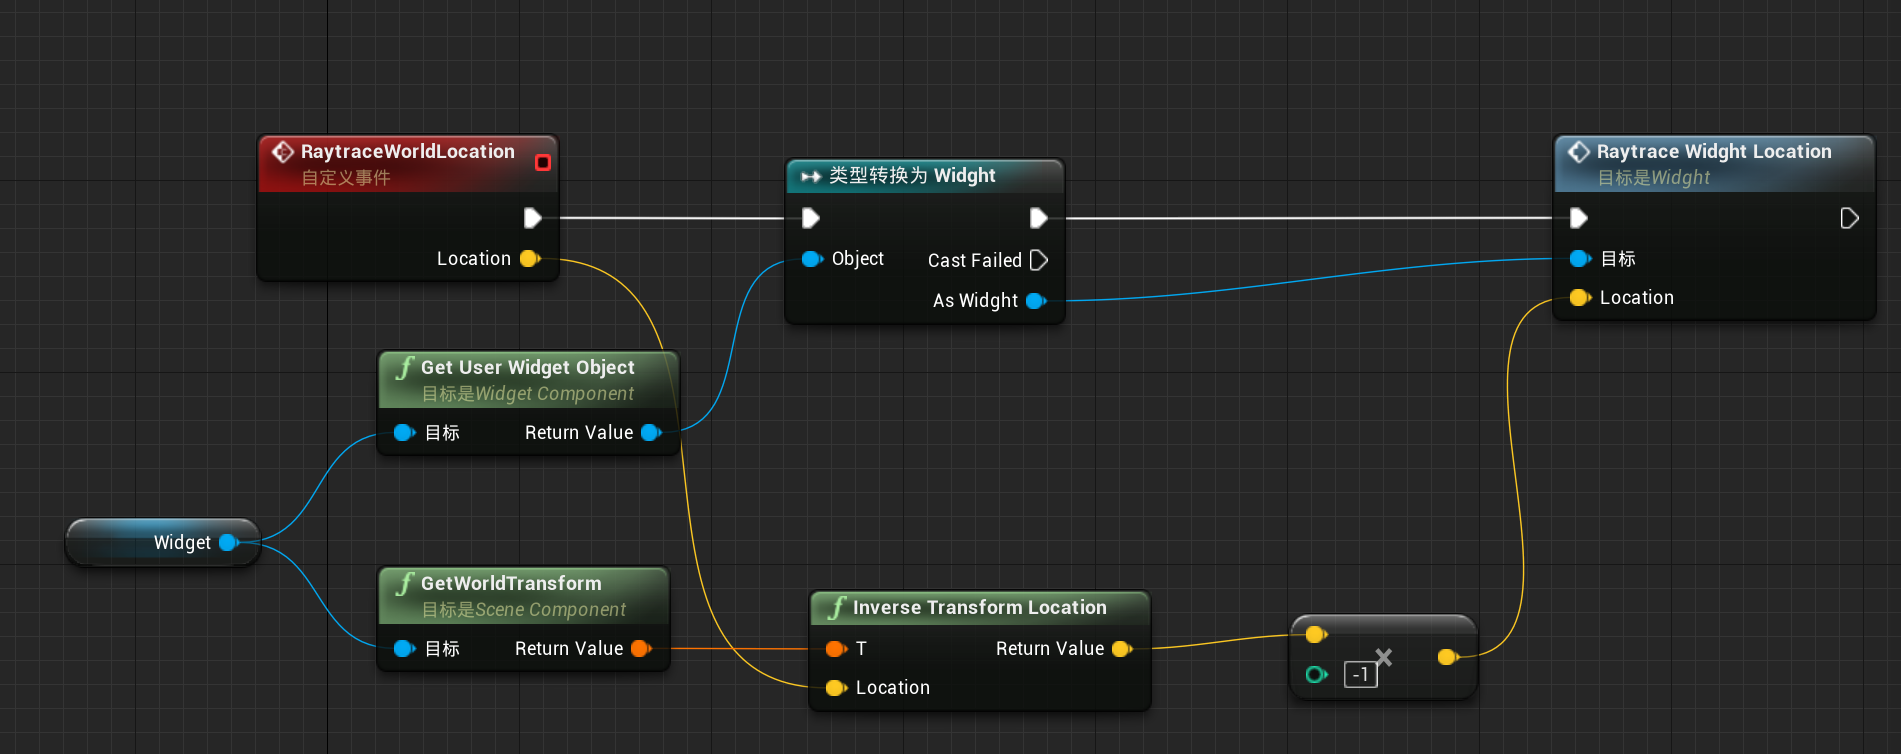 RaytraceWorldLocation
自定义事件
Location
类型转换为 Widght
Object
Cast Failed
As Widght
Raytrace Widght Location
目标是Widght
目标
Location
f Get User Widget Object
目标是Widget Component
目标
Return Value
Widget
f GetWorldTransform
目标是Scene Component
目标
Return Value
f Inverse Transform Location
T
Return Value
Location
-1
×